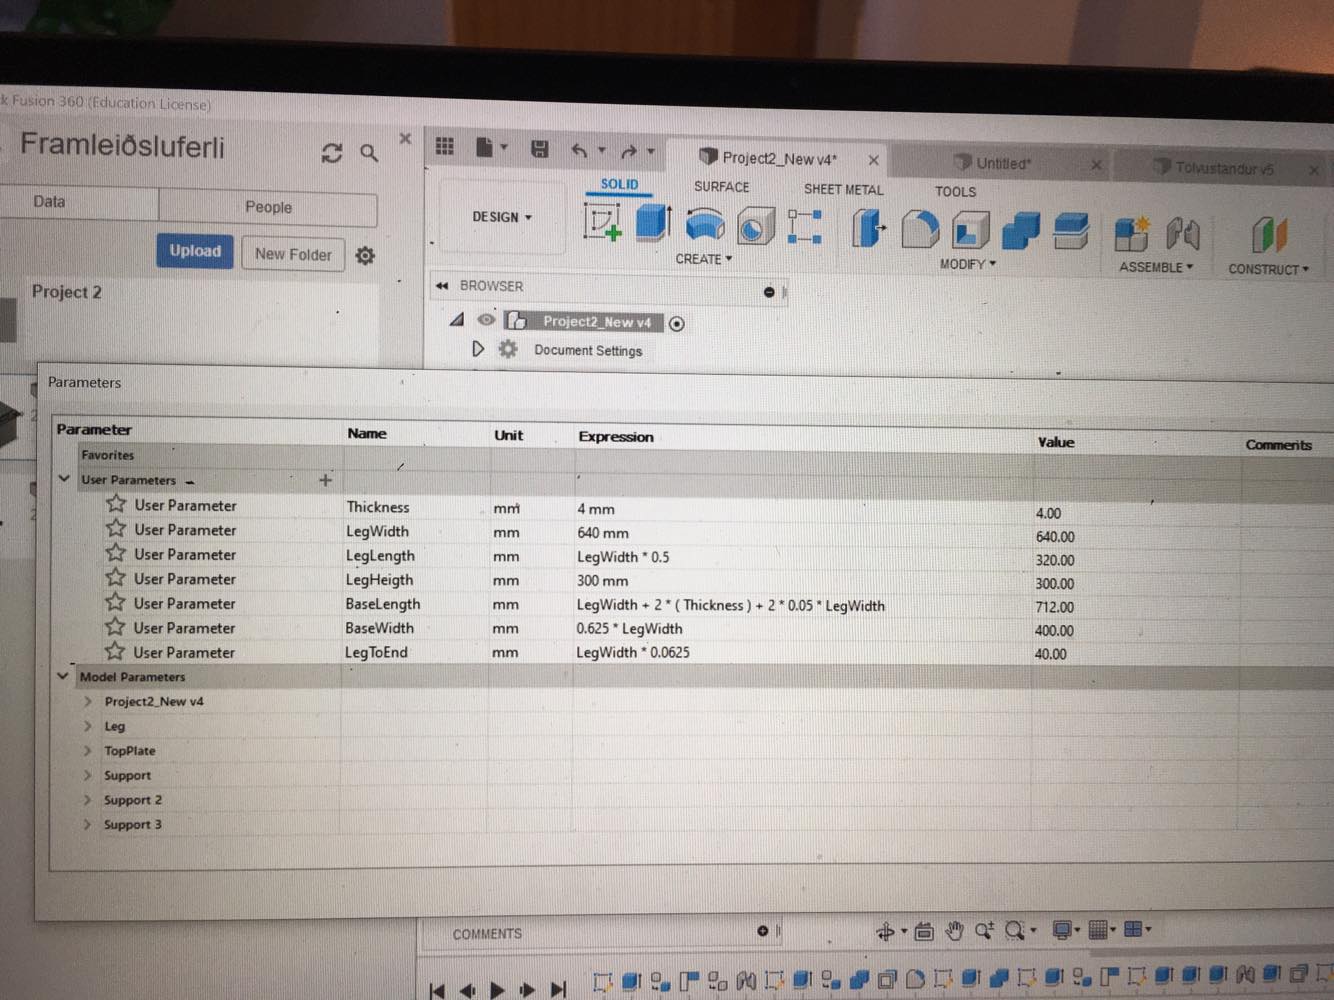 k Fusion 360 (Education License)
Framleiðsluferli
Data
People
Upload
New Folder
Project 2
Project2_New v4*
Untitled*
Tolvustandur v5
SOLID
SURFACE
SHEET METAL
TOOLS
DESIGN
CREATE
MODIFY
ASSEMBLE
CONSTRUCT
BROWSER
Project2_New v4
Document Settings
Parameters
Parameter Name Unit Expression Value Comments
Favorites
User Parameters
User Parameter Thickness mm 4 mm 4.00
User Parameter LegWidth mm 640 mm 640.00
User Parameter LegLength mm LegWidth * 0.5 320.00
User Parameter LegHeigth mm 300 mm 300.00
User Parameter BaseLength mm LegWidth + 2 * ( Thickness ) + 2 * 0.05 * LegWidth 712.00
User Parameter BaseWidth mm 0.625 * LegWidth 400.00
User Parameter LegToEnd mm LegWidth * 0.0625 40.00
Model Parameters
Project2_New v4
Leg
TopPlate
Support
Support 2
Support 3
COMMENTS